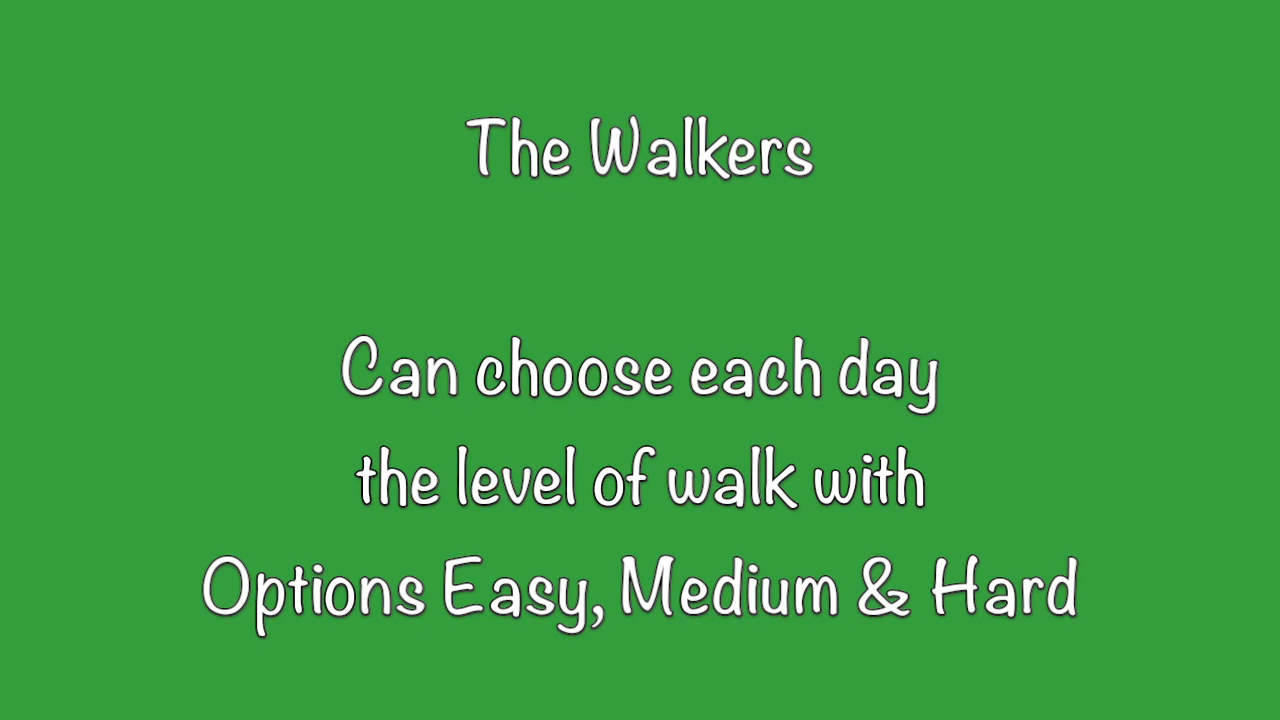 The Walkers
Can choose each day
the level of walk with
Options Easy, Medium & Hard